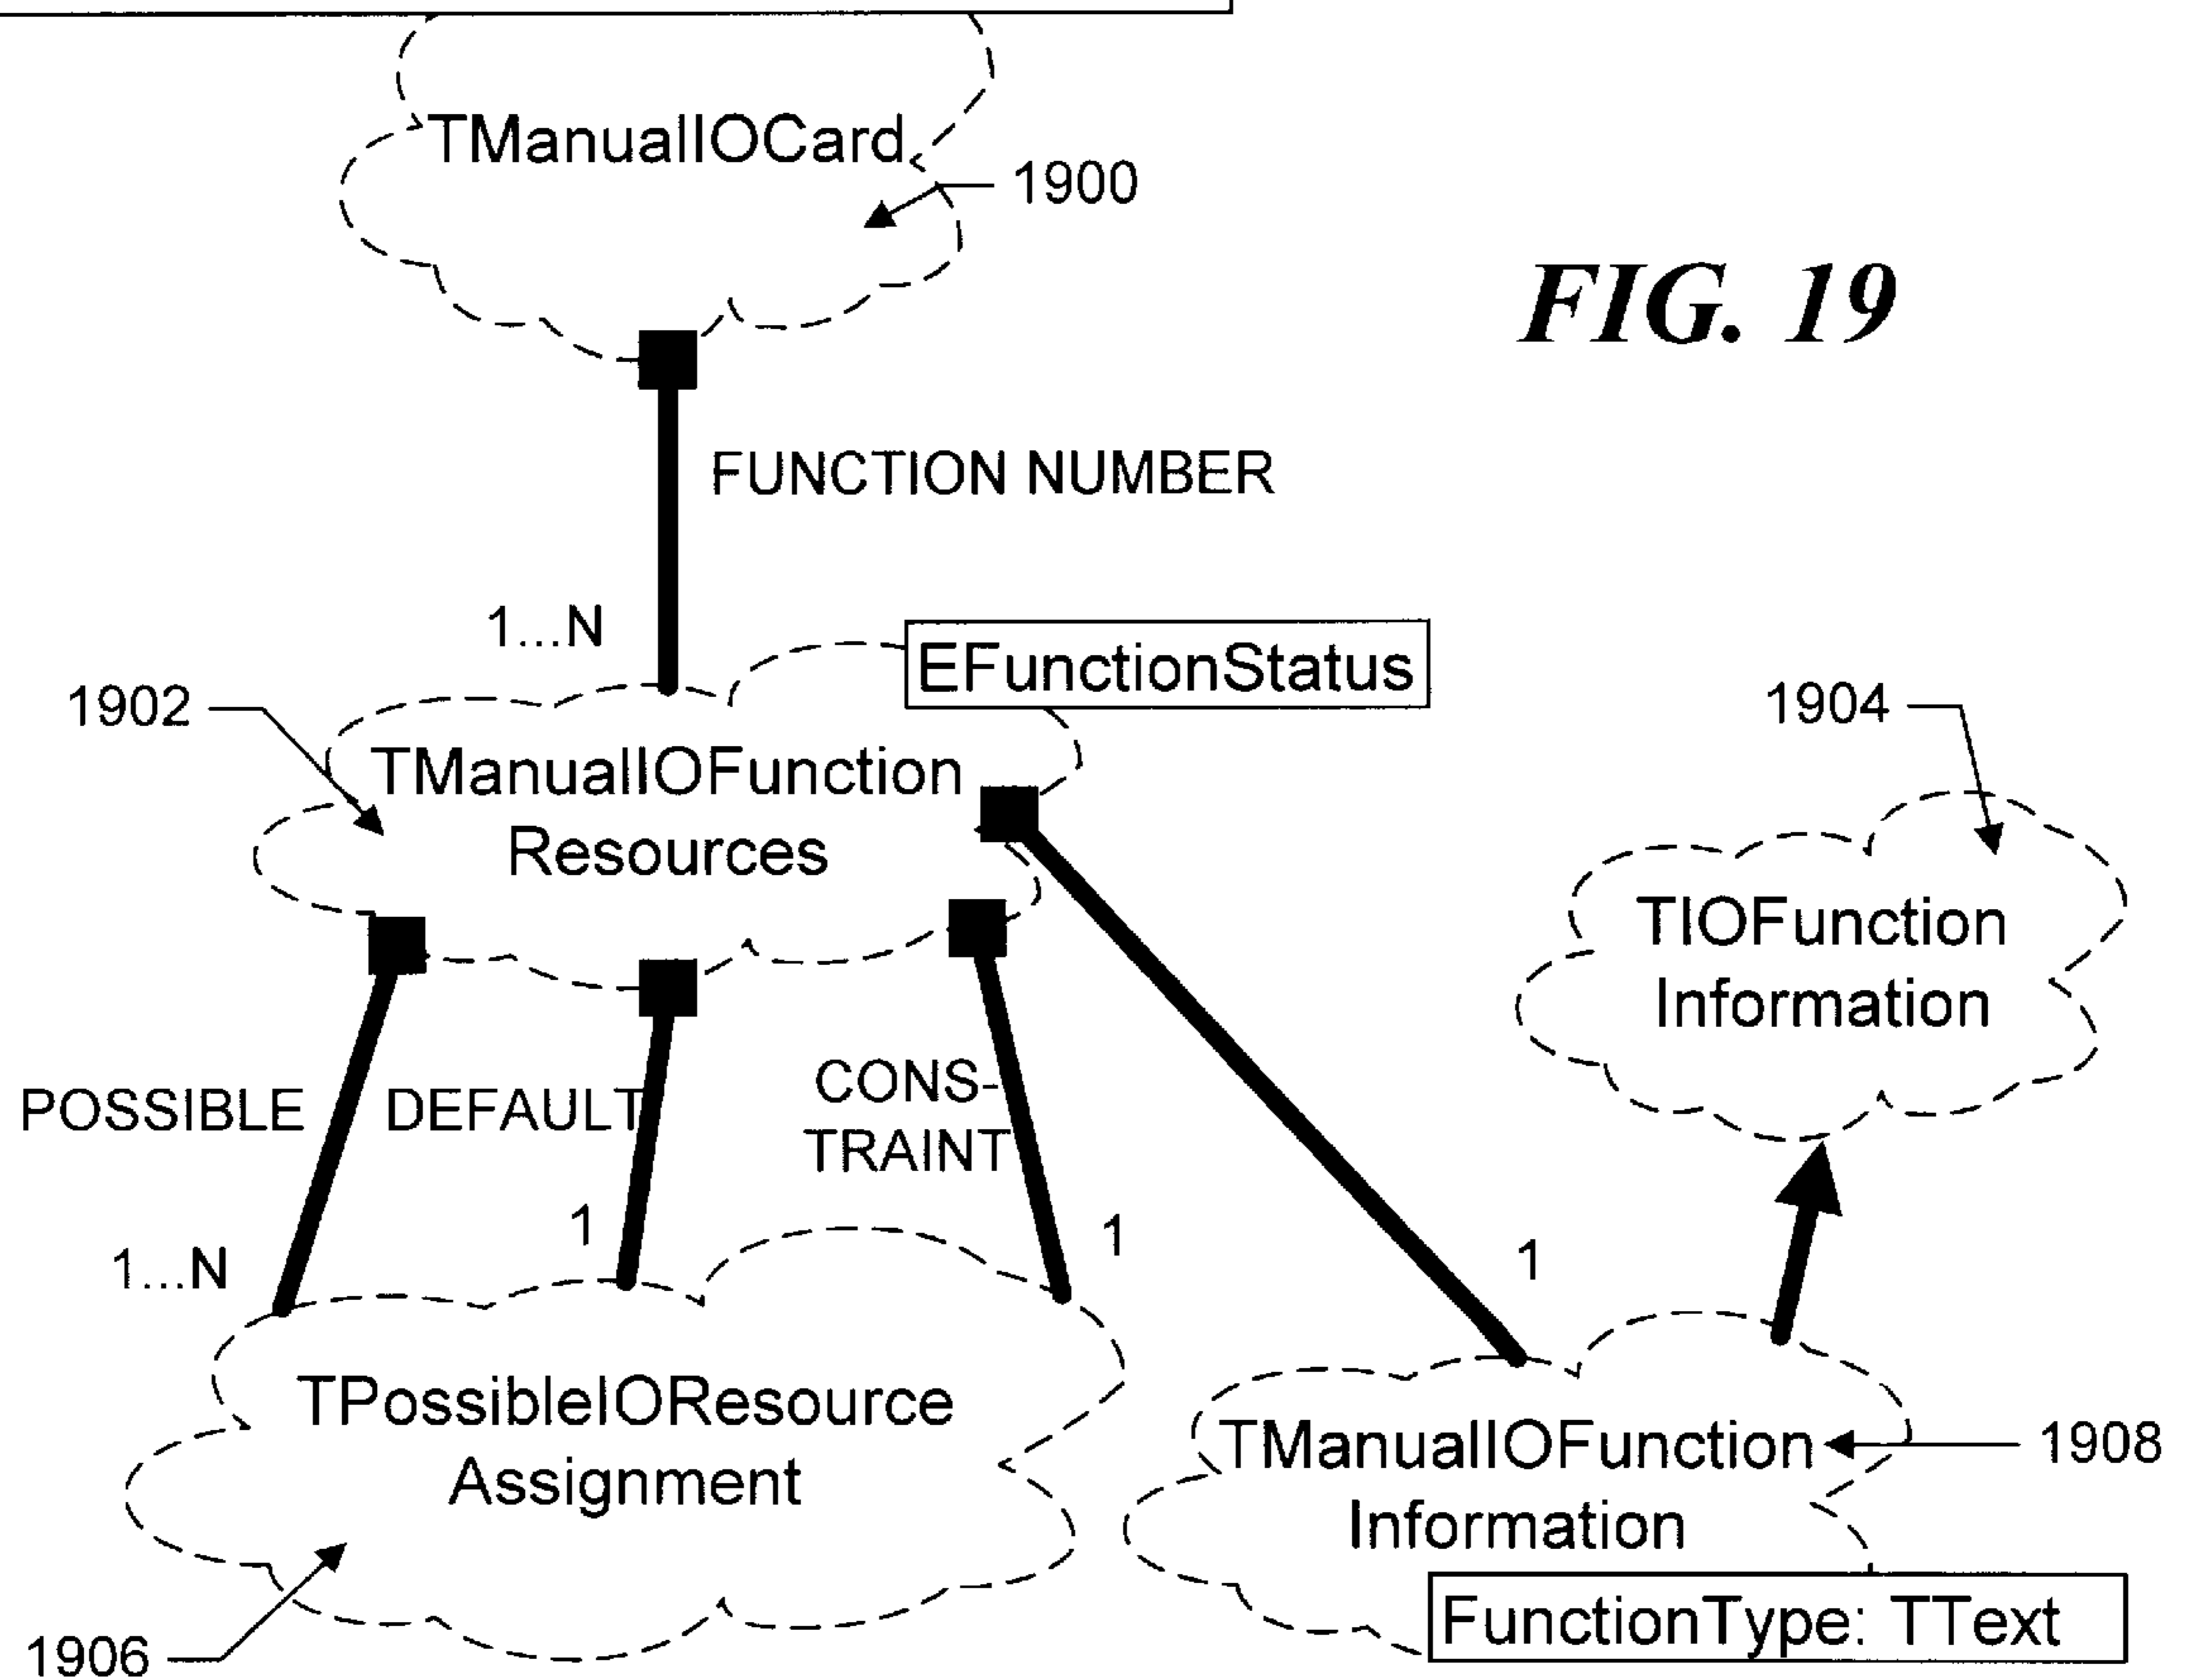 TManualIOCard
1900
FIG. 19
FUNCTION NUMBER
1...N
EFunctionStatus
1902
1904
TManualIOFunction
Resources
TIOFunction
Information
POSSIBLE
DEFAULT
CONS-
TRAINT
1...N
1
1
1
TPossibleIOResource
Assignment
TManualIOFunction
Information
1908
FunctionType: TText
1906